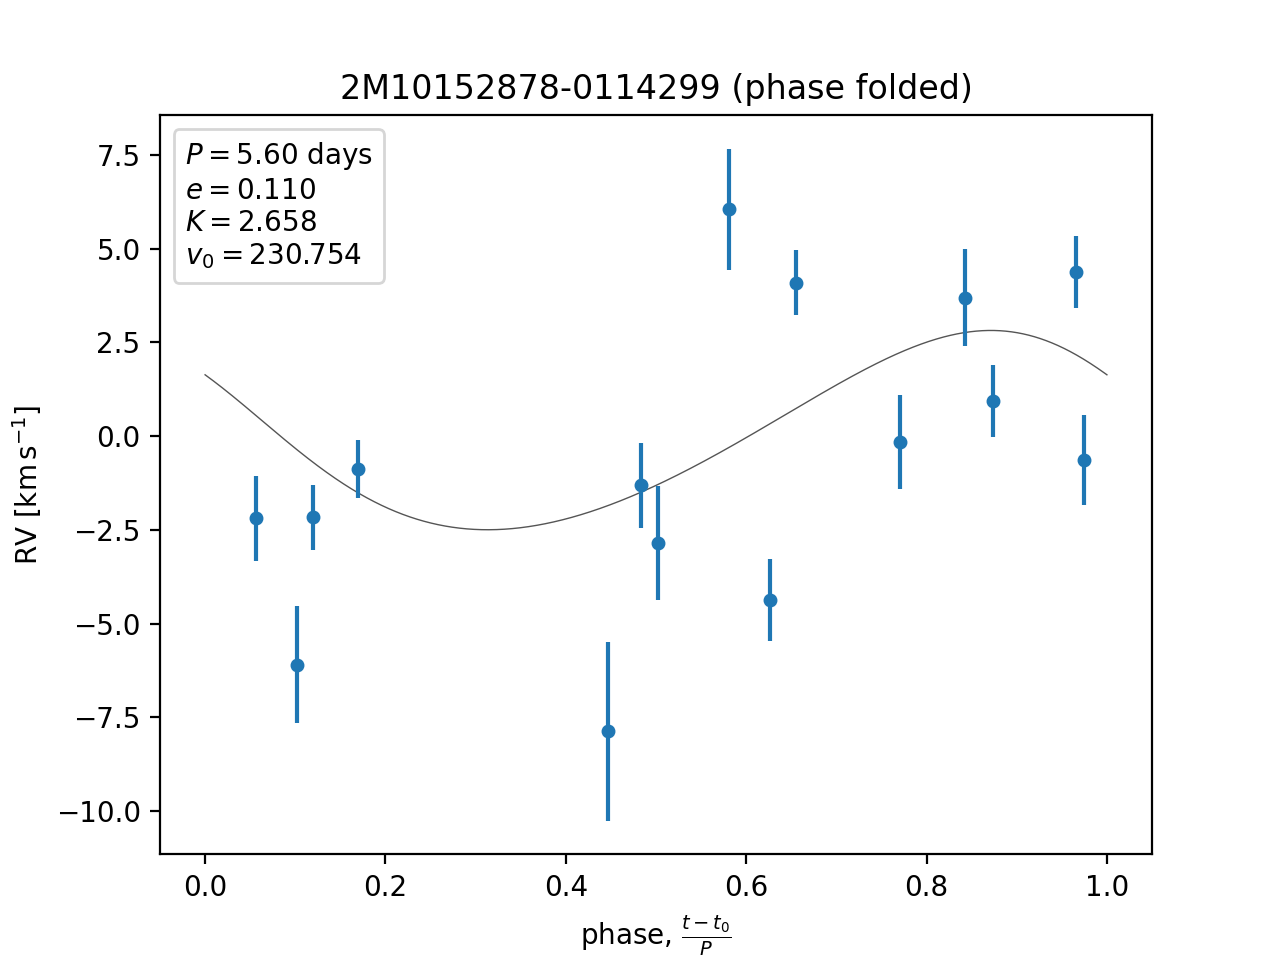 2M10152878-0114299 (phase folded)
P = 5.60 days
e = 0.110
K = 2.658
v₀ = 230.754
7.5
5.0
2.5
0.0
−2.5
−5.0
−7.5
−10.0
RV [km s⁻¹]
0.0 0.2 0.4 0.6 0.8 1.0
phase, (t − t₀)/P